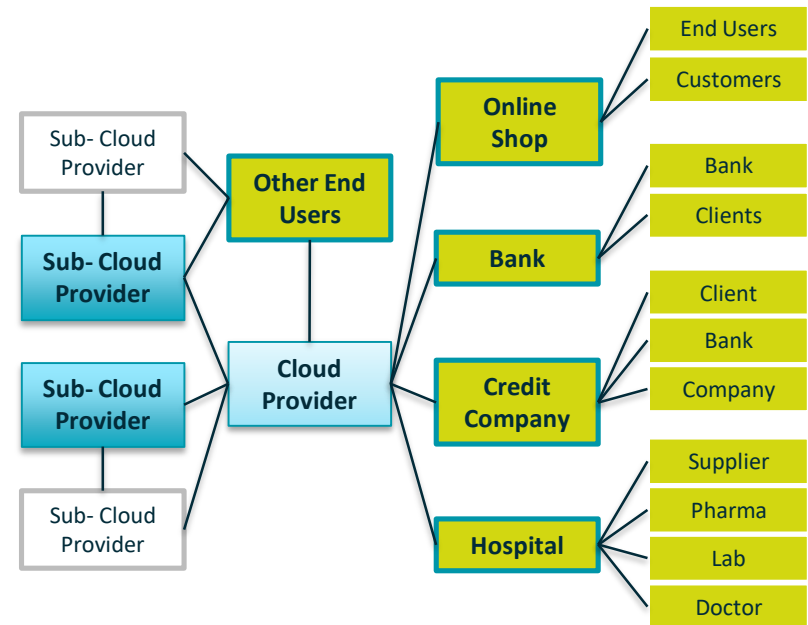 Sub- Cloud
Provider
Sub- Cloud
Provider
Sub- Cloud
Provider
Sub- Cloud
Provider
Other End
Users
Cloud
Provider
Online
Shop
Bank
Credit
Company
Hospital
End Users
Customers
Bank
Clients
Client
Bank
Company
Supplier
Pharma
Lab
Doctor